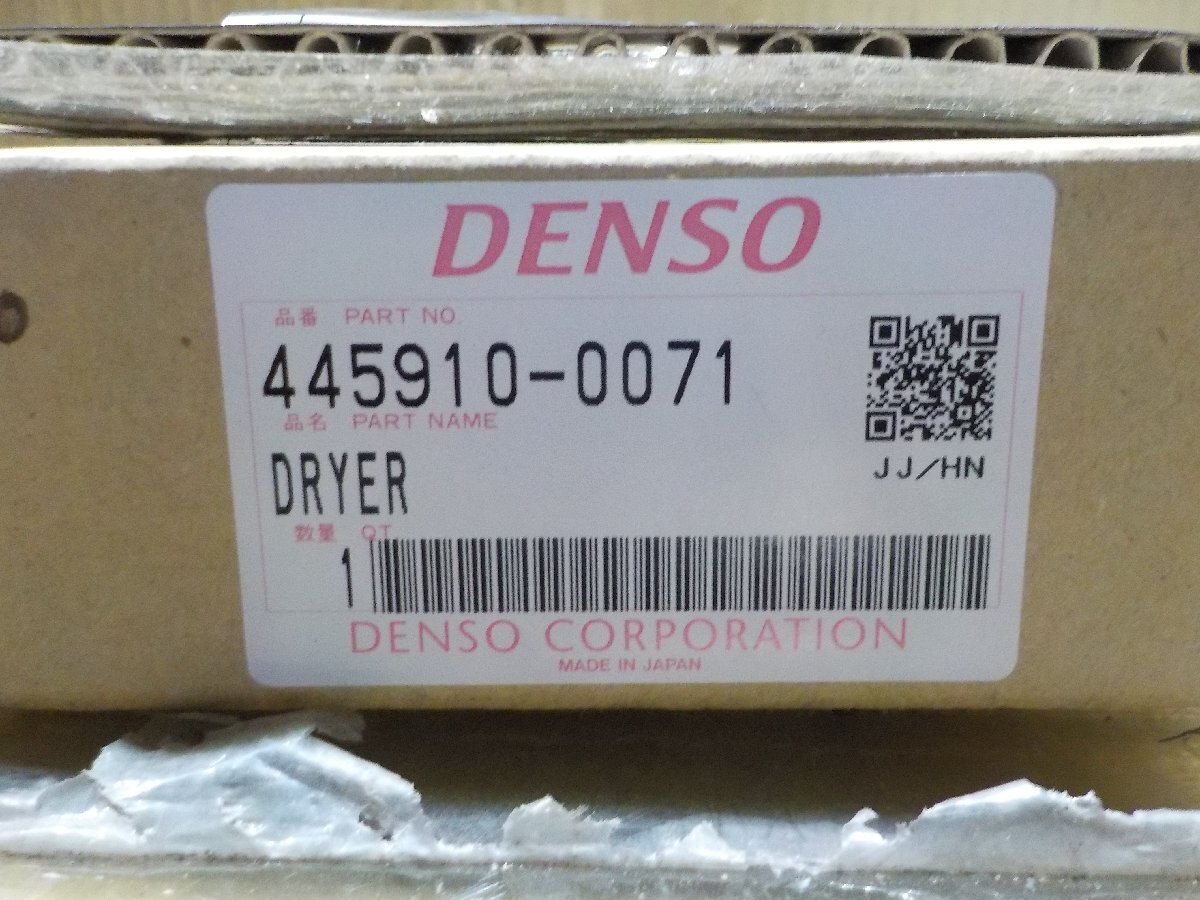 DENSO
品番 PART NO.
445910-0071
品名 PART NAME
DRYER
JJ/HN
数量 QT
1
DENSO CORPORATION
MADE IN JAPAN